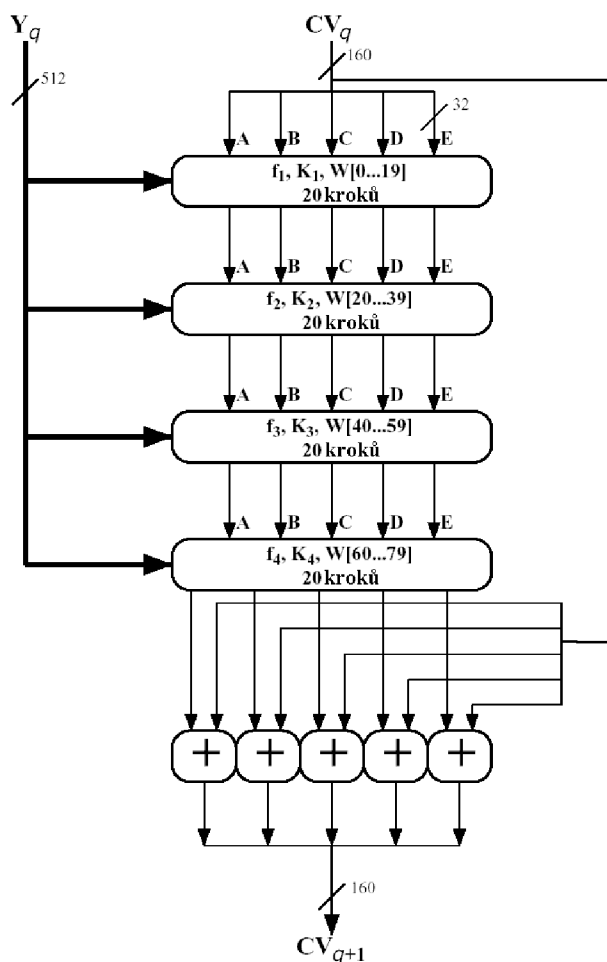 Yq CVq
512 160
32
A B C D E
f1, K1, W[0...19]
20 kroků
A B C D E
f2, K2, W[20...39]
20 kroků
A B C D E
f3, K3, W[40...59]
20 kroků
A B C D E
f4, K4, W[60...79]
20 kroků
+ + + + +
160
CVq+1